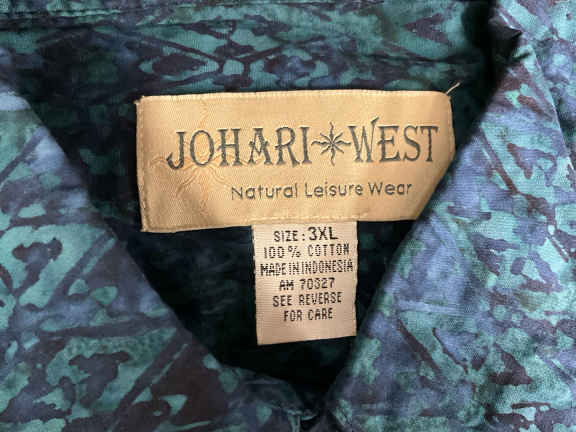 JOHARI WEST
Natural Leisure Wear
SIZE: 3XL
100% COTTON
MADE IN INDONESIA
AM 70327
SEE REVERSE
FOR CARE